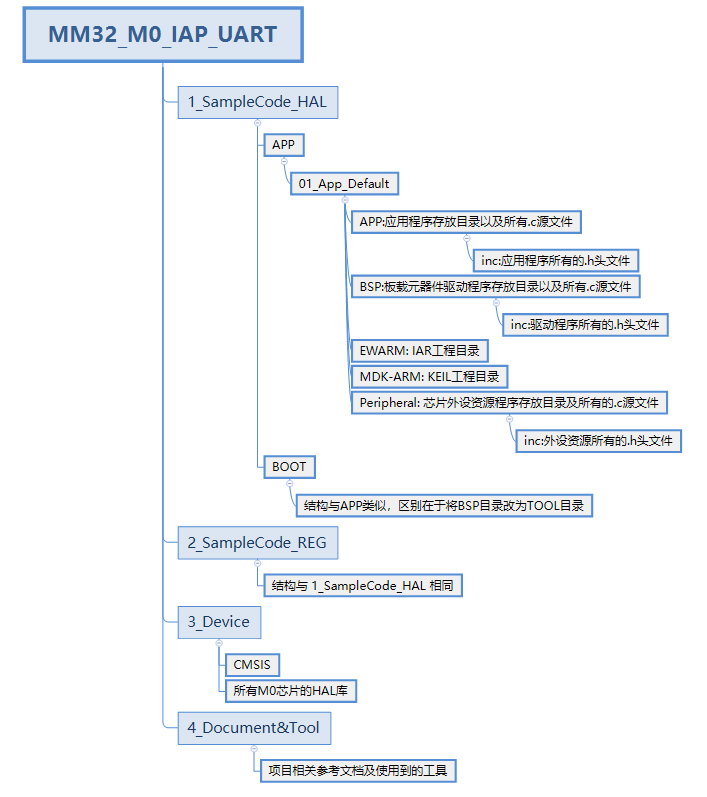 MM32_M0_IAP_UART
1_SampleCode_HAL
APP
01_App_Default
APP:应用程序存放目录以及所有.c源文件
inc:应用程序所有的.h头文件
BSP:板载元器件驱动程序存放目录以及所有.c源文件
inc:驱动程序所有的.h头文件
EWARM: IAR工程目录
MDK-ARM: KEIL工程目录
Peripheral: 芯片外设资源程序存放目录及所有的.c源文件
inc:外设资源所有的.h头文件
BOOT
结构与APP类似，区别在于将BSP目录改为TOOL目录
2_SampleCode_REG
结构与 1_SampleCode_HAL 相同
3_Device
CMSIS
所有M0芯片的HAL库
4_Document&Tool
项目相关参考文档及使用到的工具